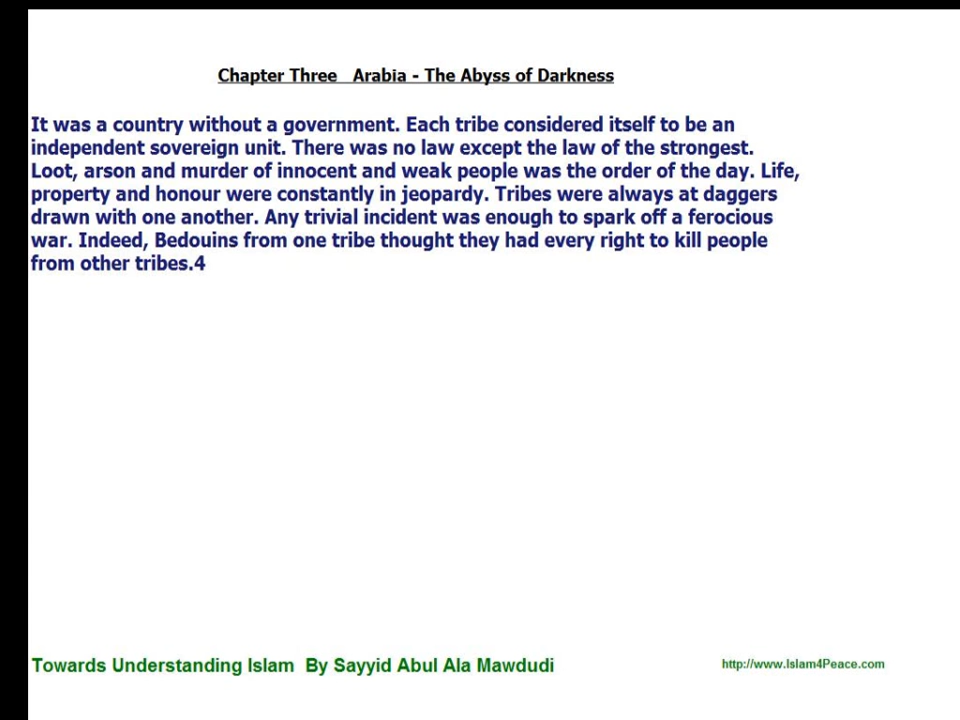 Chapter Three   Arabia - The Abyss of Darkness
It was a country without a government. Each tribe considered itself to be an
independent sovereign unit. There was no law except the law of the strongest.
Loot, arson and murder of innocent and weak people was the order of the day. Life,
property and honour were constantly in jeopardy. Tribes were always at daggers
drawn with one another. Any trivial incident was enough to spark off a ferocious
war. Indeed, Bedouins from one tribe thought they had every right to kill people
from other tribes.4
Towards Understanding Islam  By Sayyid Abul Ala Mawdudi
http://www.Islam4Peace.com